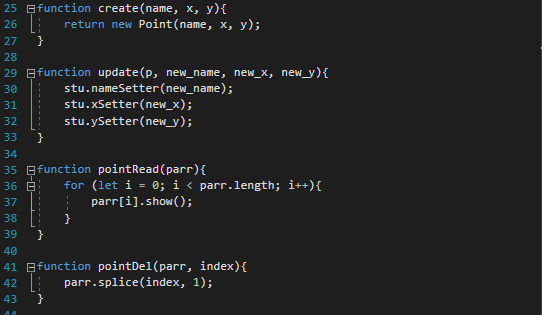 25 function create(name, x, y){
26 return new Point(name, x, y);
27 }
28
29 function update(p, new_name, new_x, new_y){
30 stu.nameSetter(new_name);
31 stu.xSetter(new_x);
32 stu.ySetter(new_y);
33 }
34
35 function pointRead(parr){
36 for (let i = 0; i < parr.length; i++){
37 parr[i].show();
38 }
39 }
40
41 function pointDel(parr, index){
42 parr.splice(index, 1);
43 }